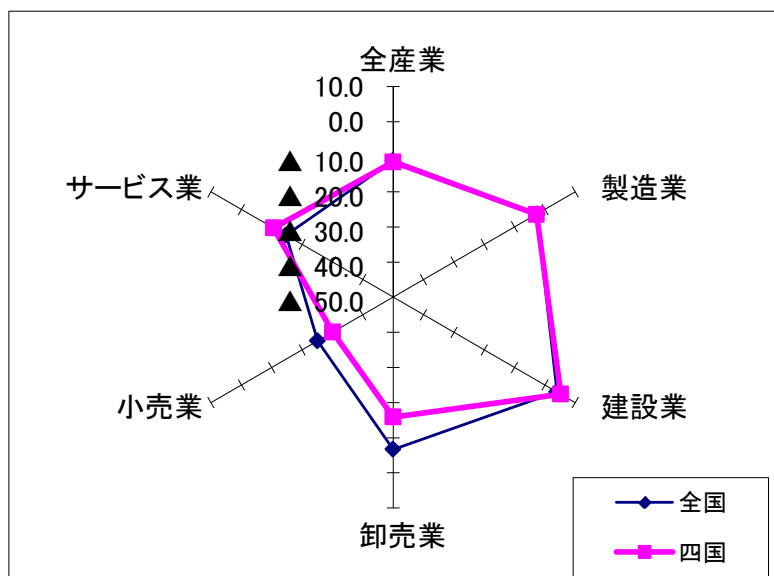 全産業
10.0
0.0
▲ 10.0
▲ 20.0
▲ 30.0
▲ 40.0
▲ 50.0
サービス業
製造業
小売業
建設業
卸売業
全国
四国